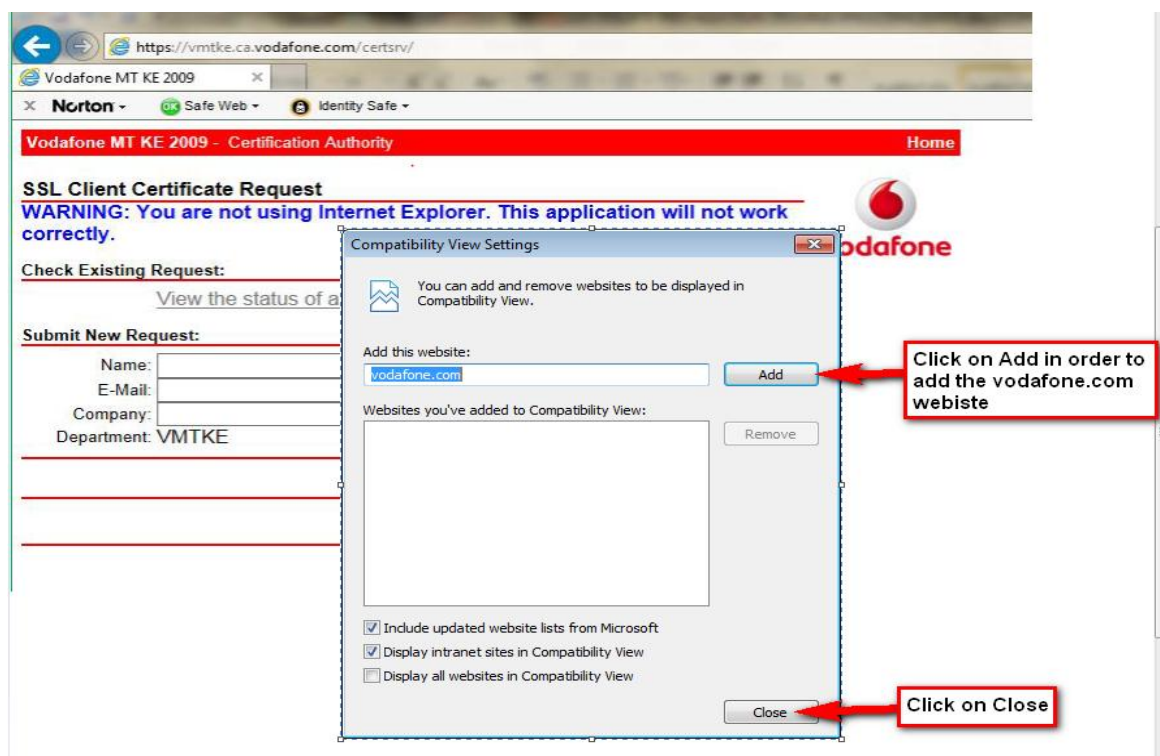 https://vmtke.ca.vodafone.com/certsrv/
Vodafone MT KE 2009 ×
× Norton - OK Safe Web Identity Safe
Vodafone MT KE 2009 - Certification Authority Home
SSL Client Certificate Request
WARNING: You are not using Internet Explorer. This application will not work
correctly.
odafone
Check Existing Request:
View the status of a
Submit New Request:
Name:
E-Mail:
Company:
Department: VMTKE
Compatibility View Settings
You can add and remove websites to be displayed in
Compatibility View.
Add this website:
vodafone.com Add
Websites you've added to Compatibility View:
Remove
Include updated website lists from Microsoft
Display intranet sites in Compatibility View
Display all websites in Compatibility View
Close
Click on Add in order to
add the vodafone.com
webiste
Click on Close